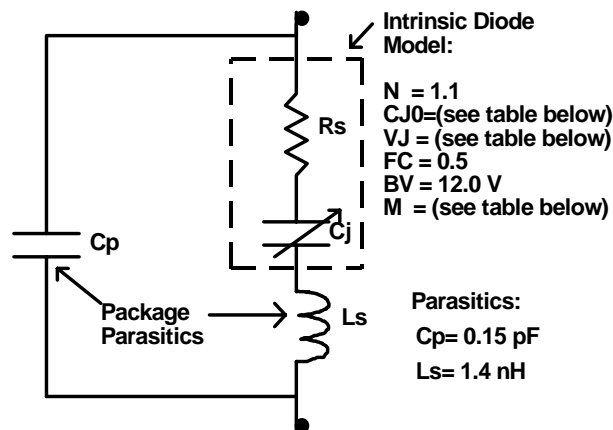 Intrinsic Diode
Model:
N = 1.1
CJ0=(see table below)
VJ = (see table below)
FC = 0.5
BV = 12.0 V
M = (see table below)
Rs
Cj
Cp
Package
Parasitics
Ls
Parasitics:
Cp= 0.15 pF
Ls= 1.4 nH